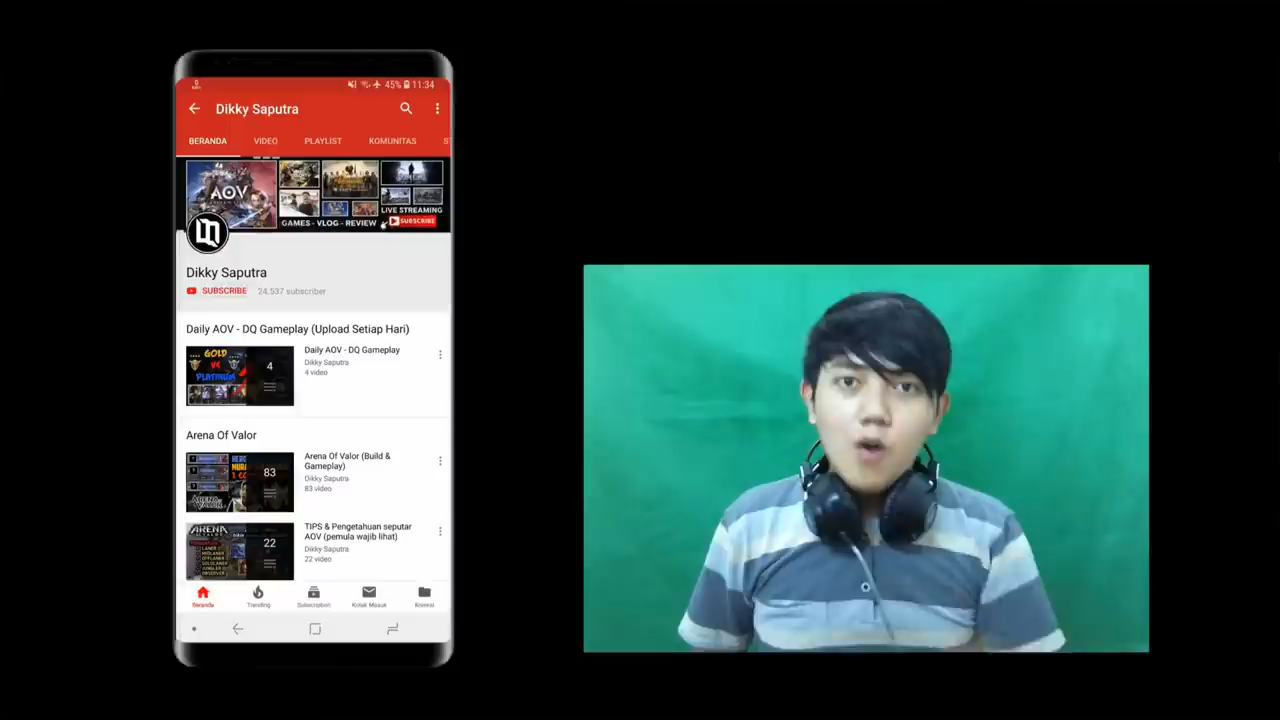 45% 11:34
Dikky Saputra
BERANDA VIDEO PLAYLIST KOMUNITAS
AOV
LIVE STREAMING
GAMES - VLOG - REVIEW SUBSCRIBE
Dikky Saputra
SUBSCRIBE 24,537 subscriber
Daily AOV - DQ Gameplay (Upload Setiap Hari)
GOLD
VS
PLATINUM
4
Daily AOV - DQ Gameplay
Dikky Saputra
4 video
Arena Of Valor
83
Arena Of Valor (Build &
Gameplay)
Dikky Saputra
83 video
ARENA
22
TIPS & Pengetahuan seputar
AOV (pemula wajib lihat)
Dikky Saputra
22 video
Beranda Trending Subscription Kotak Masuk Koleksi